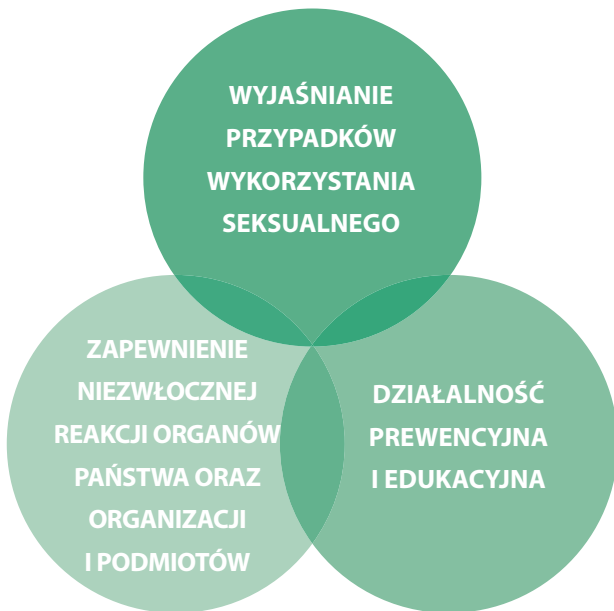 WYJAŚNIANIE
PRZYPADKÓW
WYKORZYSTANIA
SEKSUALNEGO
ZAPEWNIENIE
NIEZWŁOCZNEJ
REAKCJI ORGANÓW
PAŃSTWA ORAZ
ORGANIZACJI
I PODMIOTÓW
DZIAŁALNOŚĆ
PREWENCYJNA
I EDUKACYJNA